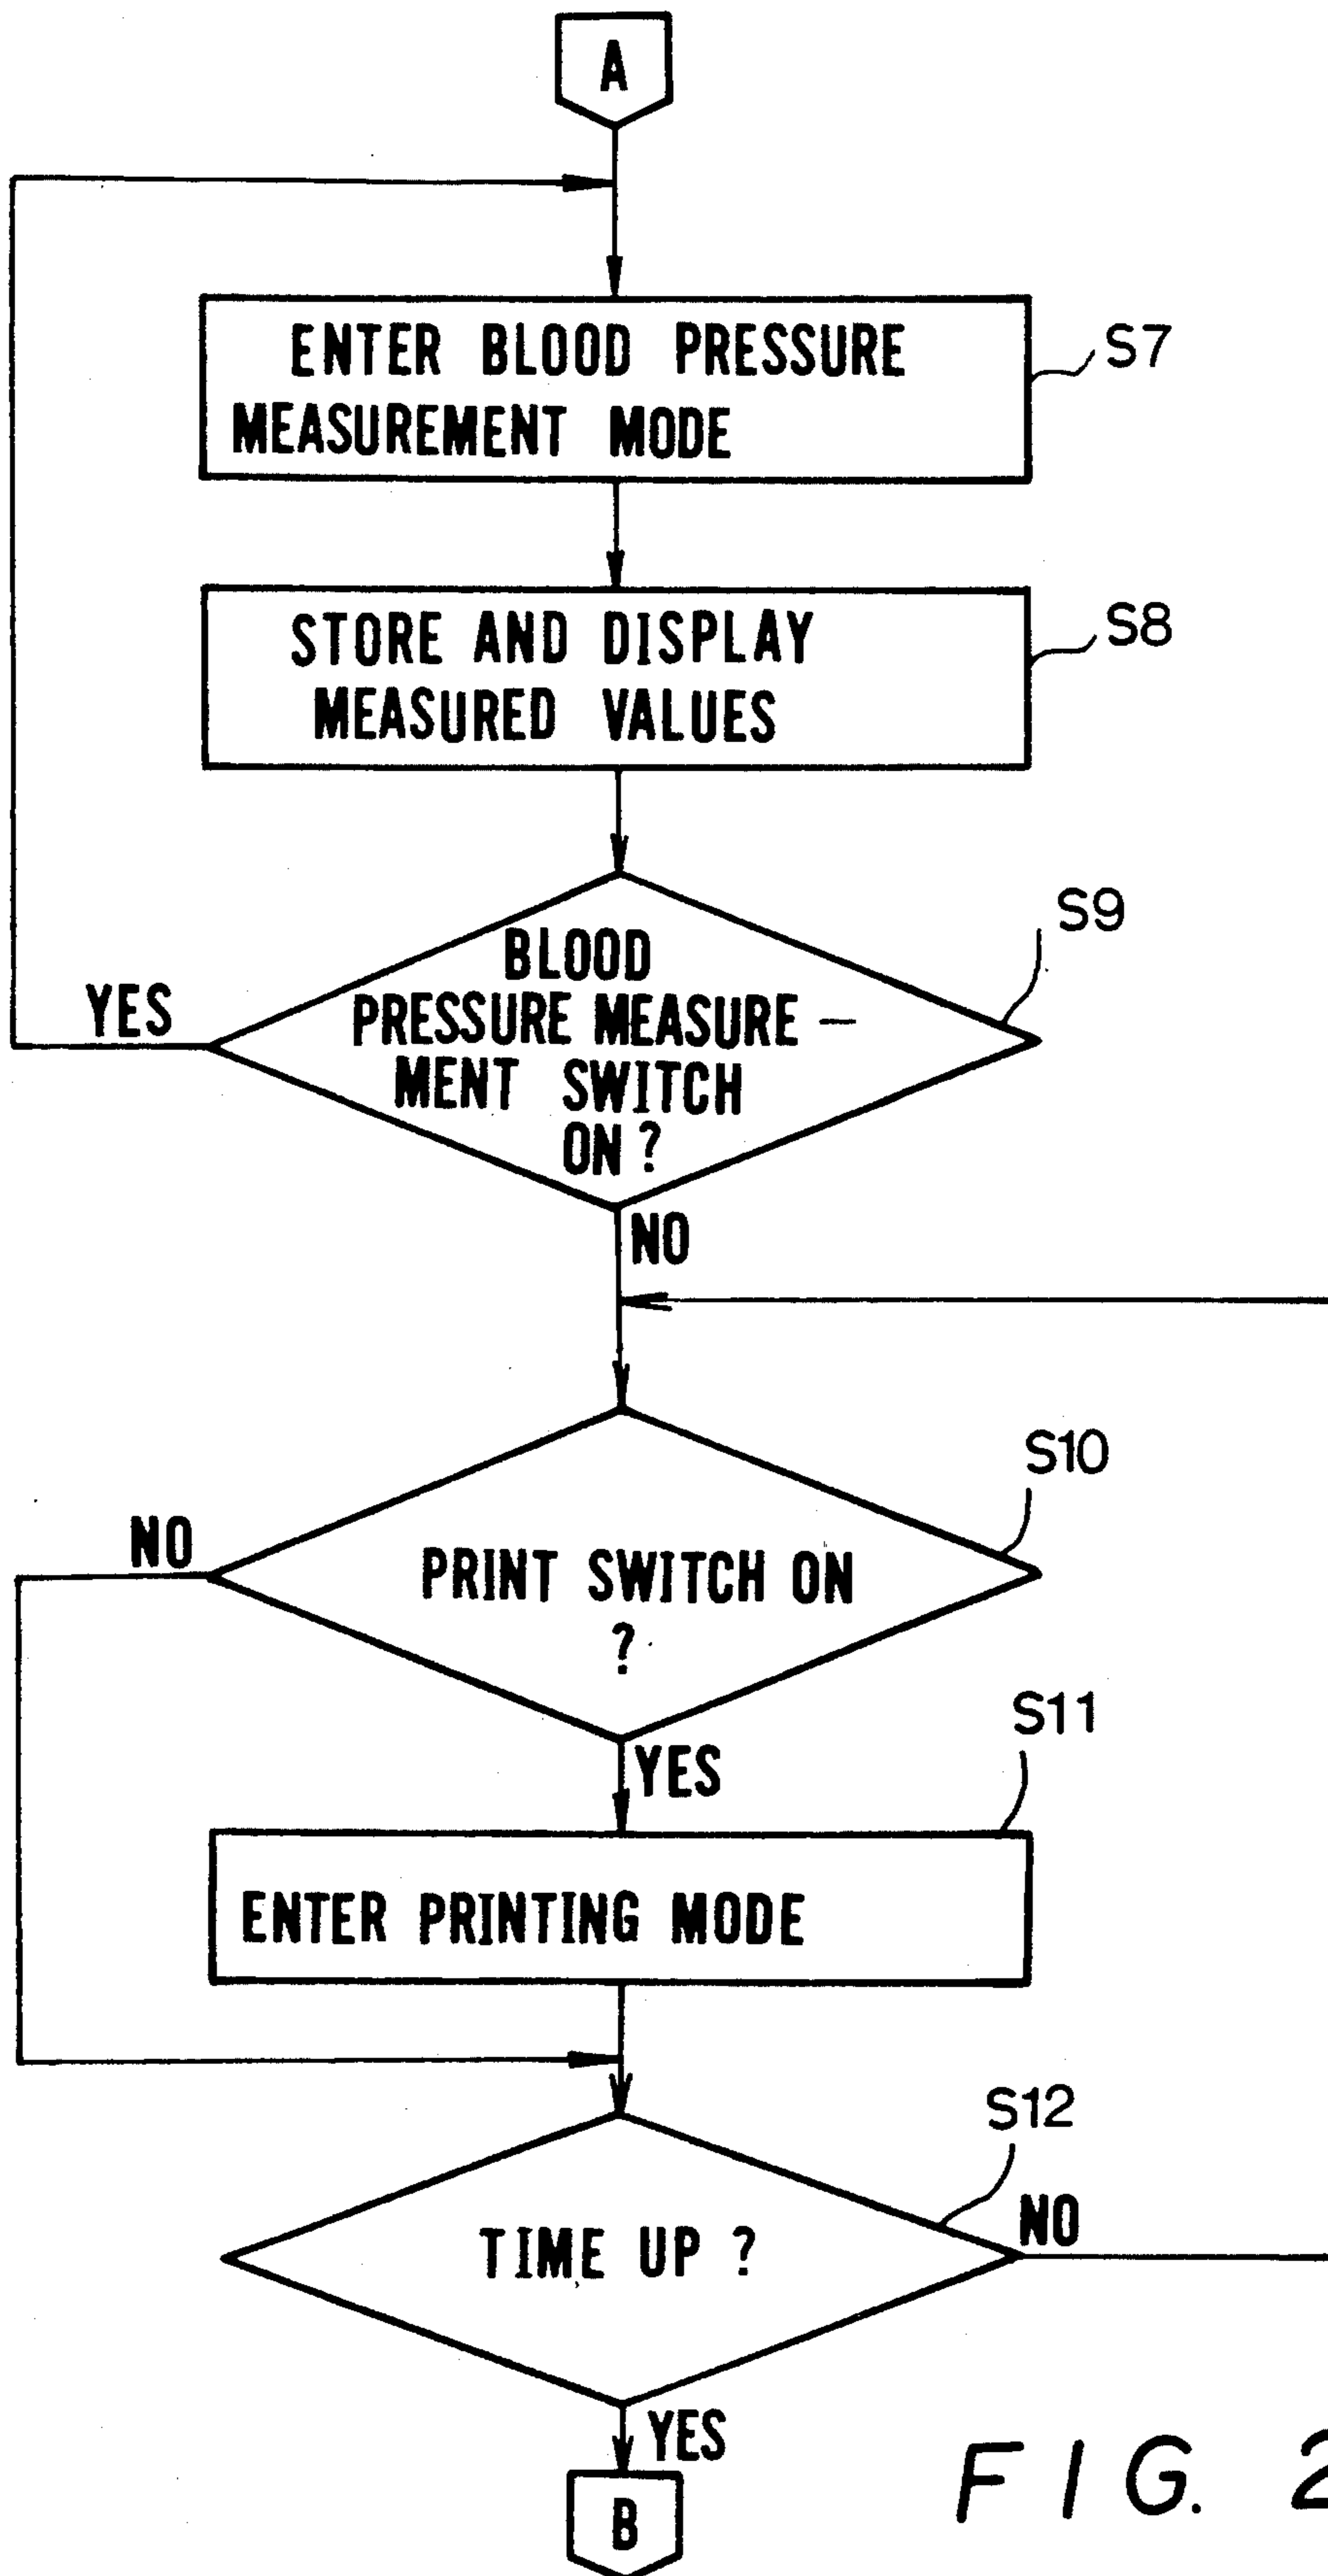 A
ENTER BLOOD PRESSURE
MEASUREMENT MODE
S7
STORE AND DISPLAY
MEASURED VALUES
S8
S9
BLOOD
PRESSURE MEASURE –
MENT SWITCH
ON ?
YES
NO
S10
NO
PRINT SWITCH ON
?
YES
S11
ENTER PRINTING MODE
S12
TIME UP ?
NO
YES
B
FIG. 2